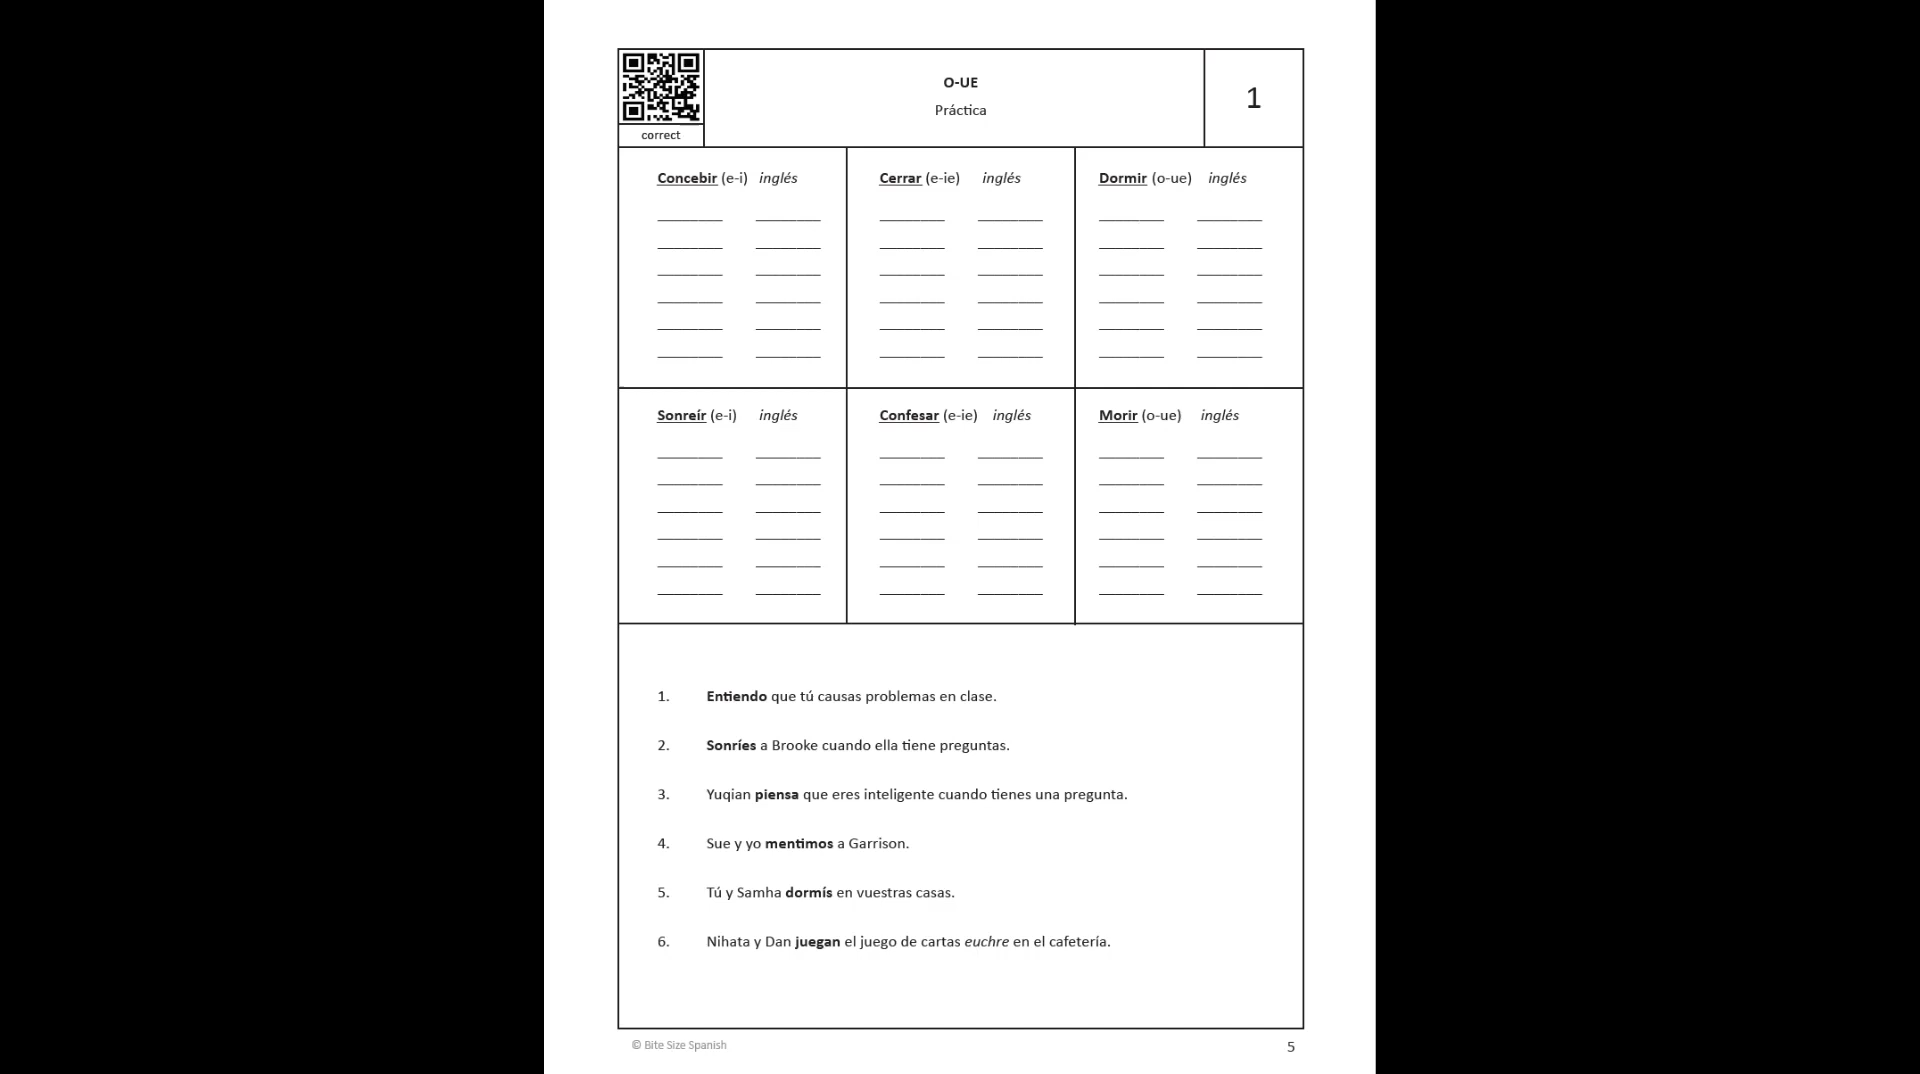 O-UE
Práctica
1
correct
Concebir (e-i) inglés
Cerrar (e-ie) inglés
Dormir (o-ue) inglés
Sonreír (e-i) inglés
Confesar (e-ie) inglés
Morir (o-ue) inglés
1. Entiendo que tú causas problemas en clase.
2. Sonríes a Brooke cuando ella tiene preguntas.
3. Yuqian piensa que eres inteligente cuando tienes una pregunta.
4. Sue y yo mentimos a Garrison.
5. Tú y Samha dormís en vuestras casas.
6. Nihata y Dan juegan el juego de cartas euchre en el cafetería.
© Bite Size Spanish
5